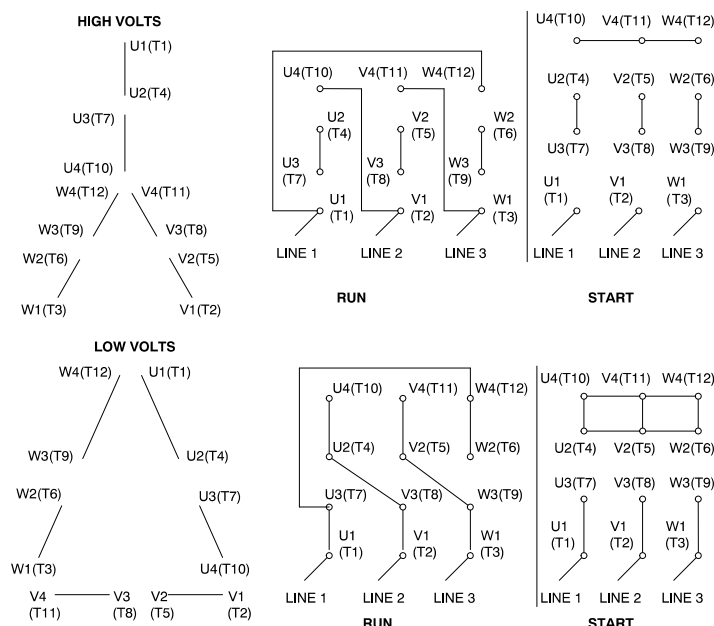 HIGH VOLTS
U1(T1)
U2(T4)
U3(T7)
U4(T10)
W4(T12) V4(T11)
W3(T9) V3(T8)
W2(T6) V2(T5)
W1(T3) V1(T2)
U4(T10) V4(T11) W4(T12)
U2 V2 W2
(T4) (T5) (T6)
U3 V3 W3
(T7) (T8) (T9)
U1 V1 W1
(T1) (T2) (T3)
LINE 1 LINE 2 LINE 3
RUN
U4(T10) V4(T11) W4(T12)
U2(T4) V2(T5) W2(T6)
U3(T7) V3(T8) W3(T9)
U1 V1 W1
(T1) (T2) (T3)
LINE 1 LINE 2 LINE 3
START
LOW VOLTS
W4(T12) U1(T1)
W3(T9) U2(T4)
W2(T6) U3(T7)
W1(T3) U4(T10)
V4 V3 V2 V1
(T11) (T8) (T5) (T2)
U4(T10) V4(T11) W4(T12)
U2(T4) V2(T5) W2(T6)
U3(T7) V3(T8) W3(T9)
U1 V1 W1
(T1) (T2) (T3)
LINE 1 LINE 2 LINE 3
RUN
U4(T10) V4(T11) W4(T12)
U2(T4) V2(T5) W2(T6)
U3(T7) V3(T8) W3(T9)
U1 V1 W1
(T1) (T2) (T3)
LINE 1 LINE 2 LINE 3
START